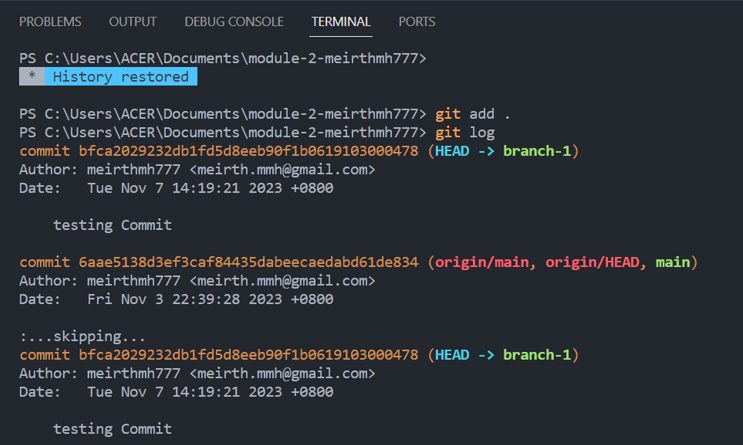 PROBLEMS OUTPUT DEBUG CONSOLE TERMINAL PORTS
PS C:\Users\ACER\Documents\module-2-meirthmh777>
* History restored
PS C:\Users\ACER\Documents\module-2-meirthmh777> git add .
PS C:\Users\ACER\Documents\module-2-meirthmh777> git log
commit bfca2029232db1fd5d8eeb90f1b0619103000478 (HEAD -> branch-1)
Author: meirthmh777 <meirth.mmh@gmail.com>
Date:   Tue Nov 7 14:19:21 2023 +0800
    testing Commit
commit 6aae5138d3ef3caf84435dabeecaedabd61de834 (origin/main, origin/HEAD, main)
Author: meirthmh777 <meirth.mmh@gmail.com>
Date:   Fri Nov 3 22:39:28 2023 +0800
:...skipping...
commit bfca2029232db1fd5d8eeb90f1b0619103000478 (HEAD -> branch-1)
Author: meirthmh777 <meirth.mmh@gmail.com>
Date:   Tue Nov 7 14:19:21 2023 +0800
    testing Commit